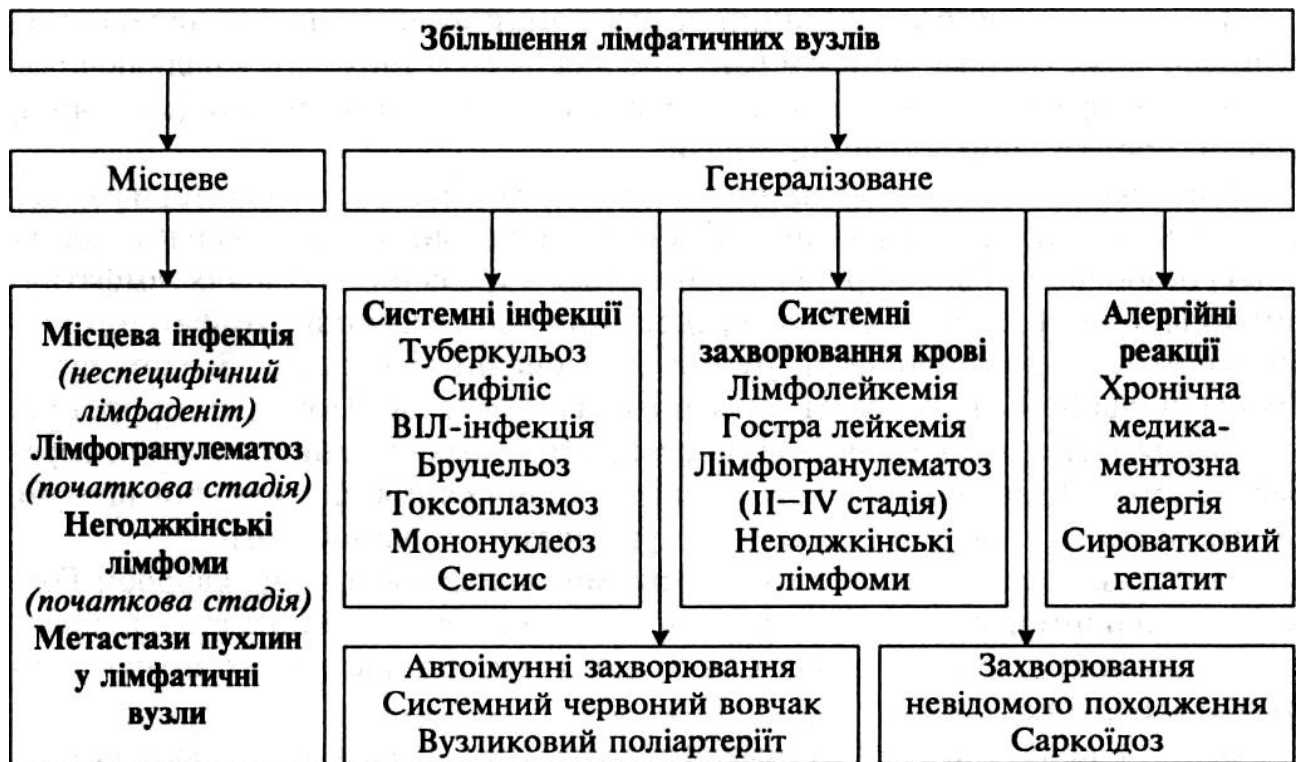 Збільшення лімфатичних вузлів
Місцеве
Генералізоване
Місцева інфекція
(неспецифічний
лімфаденіт)
Лімфогранулематоз
(початкова стадія)
Негоджкінські
лімфоми
(початкова стадія)
Метастази пухлин
у лімфатичні
вузли
Системні інфекції
Туберкульоз
Сифіліс
ВІЛ-інфекція
Бруцельоз
Токсоплазмоз
Мононуклеоз
Сепсис
Системні
захворювання крові
Лімфолейкемія
Гостра лейкемія
Лімфогранулематоз
(II—IV стадія)
Негоджкінські
лімфоми
Алергійні
реакції
Хронічна
медика-
ментозна
алергія
Сироватковий
гепатит
Автоімунні захворювання
Системний червоний вовчак
Вузликовий поліартеріїт
Захворювання
невідомого походження
Саркоїдоз